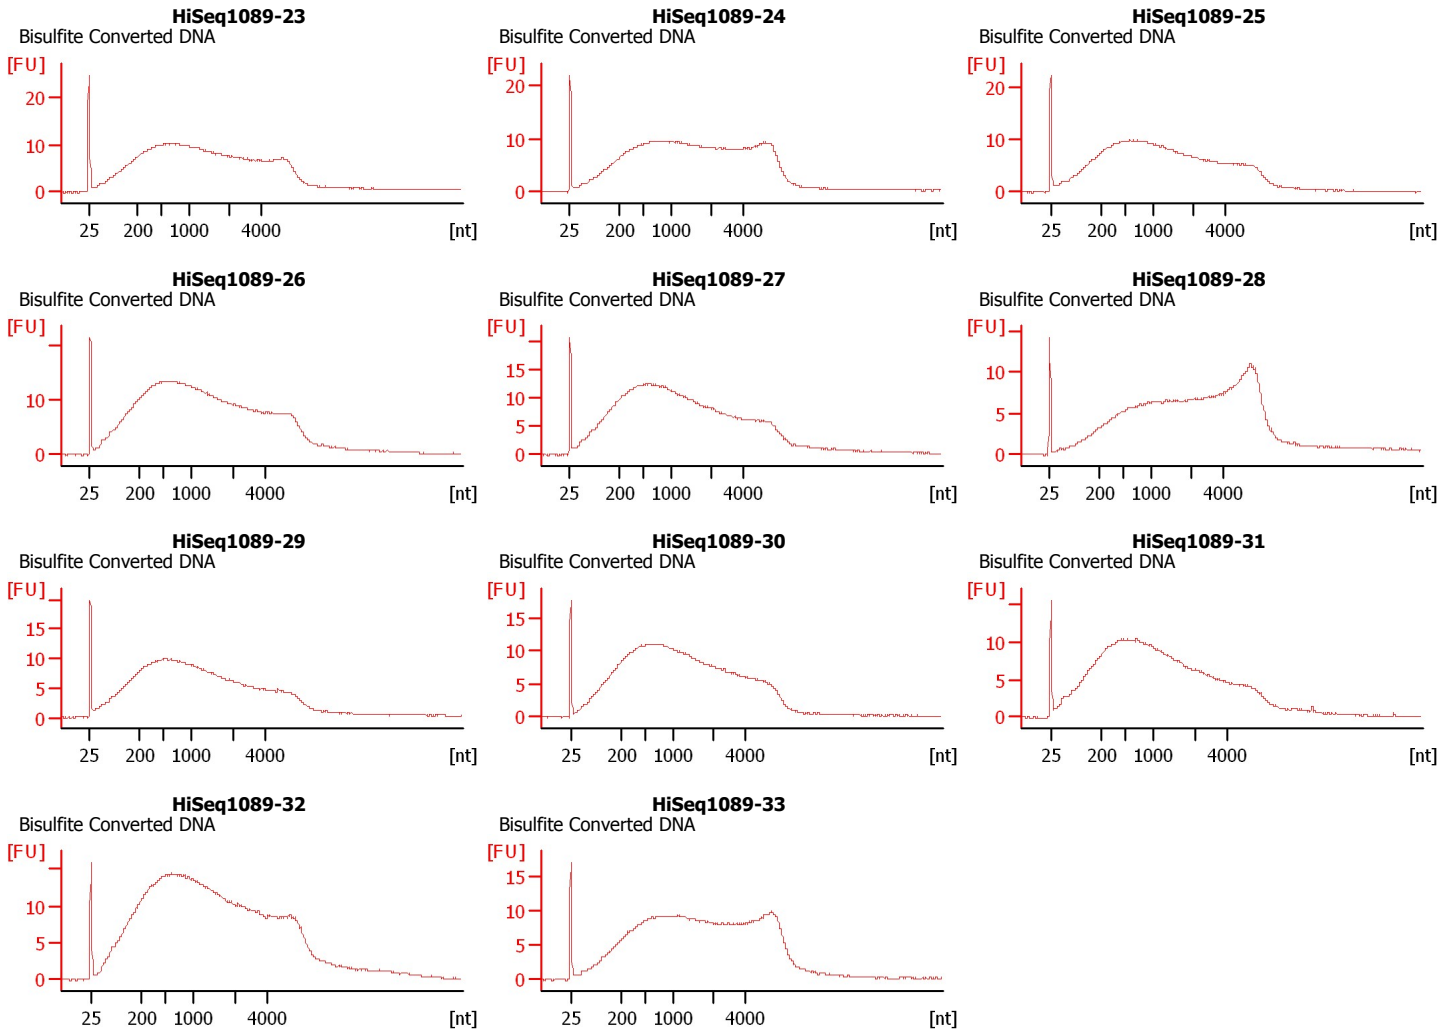 HiSeq1089-23
Bisulfite Converted DNA
[FU]
20
10
0
25 200 1000 4000 [nt]
HiSeq1089-24
Bisulfite Converted DNA
[FU]
20
10
0
25 200 1000 4000 [nt]
HiSeq1089-25
Bisulfite Converted DNA
[FU]
20
10
0
25 200 1000 4000 [nt]
HiSeq1089-26
Bisulfite Converted DNA
[FU]
10
0
25 200 1000 4000 [nt]
HiSeq1089-27
Bisulfite Converted DNA
[FU]
15
10
5
0
25 200 1000 4000 [nt]
HiSeq1089-28
Bisulfite Converted DNA
[FU]
10
5
0
25 200 1000 4000 [nt]
HiSeq1089-29
Bisulfite Converted DNA
[FU]
15
10
5
0
25 200 1000 4000 [nt]
HiSeq1089-30
Bisulfite Converted DNA
[FU]
15
10
5
0
25 200 1000 4000 [nt]
HiSeq1089-31
Bisulfite Converted DNA
[FU]
10
5
0
25 200 1000 4000 [nt]
HiSeq1089-32
Bisulfite Converted DNA
[FU]
10
5
0
25 200 1000 4000 [nt]
HiSeq1089-33
Bisulfite Converted DNA
[FU]
15
10
5
0
25 200 1000 4000 [nt]